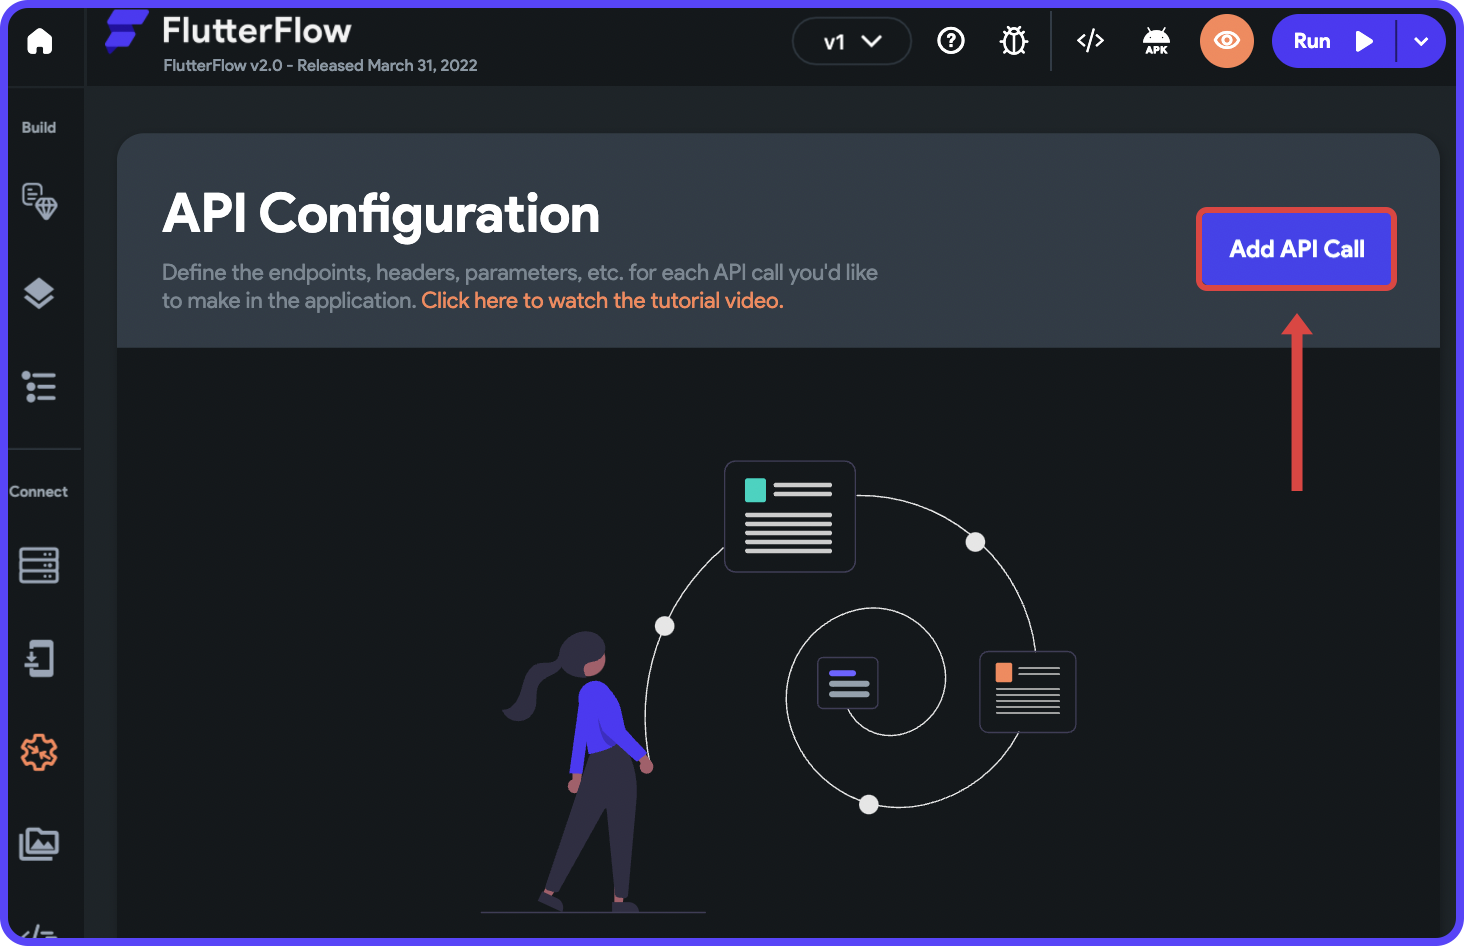 FlutterFlow
FlutterFlow v2.0 - Released March 31, 2022
v1
APK
Run
Build
API Configuration
Define the endpoints, headers, parameters, etc. for each API call you'd like
to make in the application. Click here to watch the tutorial video.
Add API Call
Connect